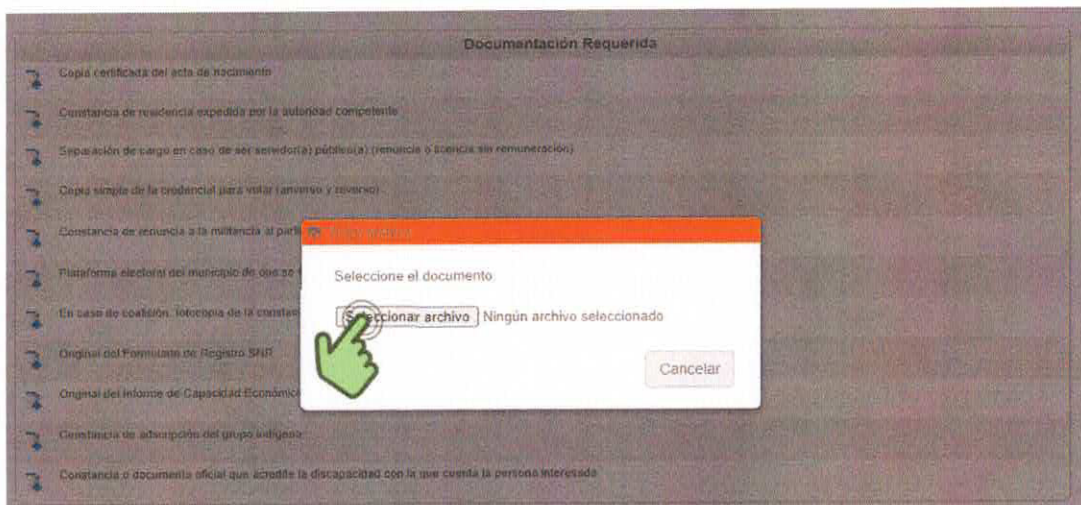 Documentación Requerida
Copia certificada del acta de nacimiento
Constancia de residencia expedida por la autoridad competente
Separación de cargo en caso de ser servidor(a) público(a) (renuncia o licencia sin remuneración)
Copia simple de la credencial para votar (anverso y reverso)
Constancia de renuncia a la militancia al
Plataforma electoral del municipio de que se
Seleccione el documento
En caso de coalición, fotocopia de la
Seleccionar archivo Ningún archivo seleccionado
Original del Formulario de Registro SNR
Cancelar
Original del Informe de Capacidad Económica
Constancia de adscripción del grupo indígena
Constancia o documento oficial que acredite la discapacidad con la que cuenta la persona interesada